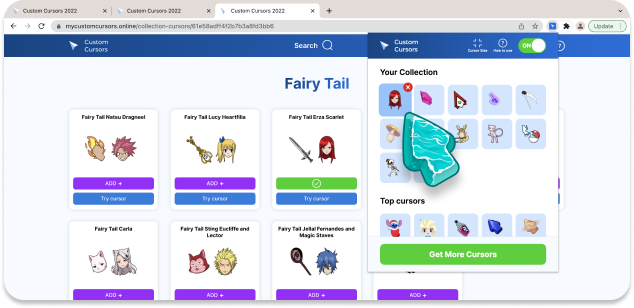 Custom Cursors 2022
Custom Cursors 2022
Custom Cursors 2022
mycustomcursors.online/collection-cursors/61e58adff4f2b7b3a8fd3bb6
Update
Custom
Cursors
Search
Custom
Cursors
Cursor Size
How to use
ON
Fairy Tail
Your Collection
Fairy Tail Natsu Dragneel
Fairy Tail Lucy Heartfilia
Fairy Tail Erza Scarlet
ADD +
ADD +
Try cursor
Try cursor
Try cursor
Top cursors
Fairy Tail Carla
Fairy Tail Sting Eucliffe and
Lector
Fairy Tail Jellal Fernandes and
Magic Staves
Get More Cursors
ADD +
ADD +
ADD +
ADD +